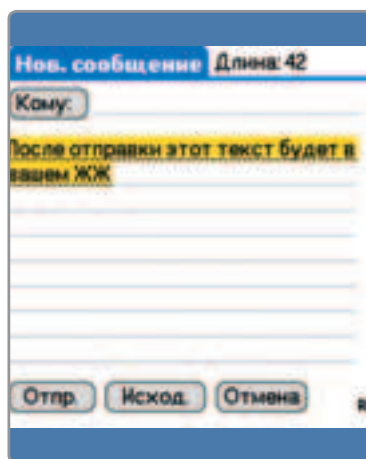 Нов. сообщение Длина: 42
Кому:
После отправки этот текст будет в
вашем ЖЖ
Отпр. Исход. Отмена